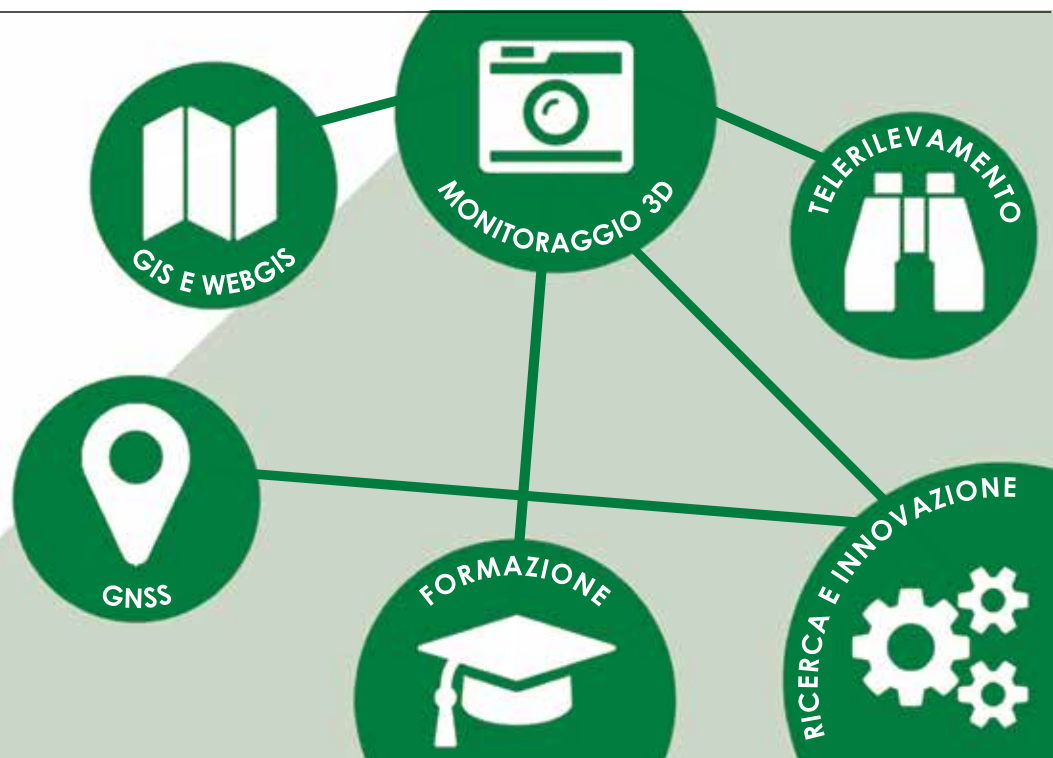 MONITORAGGIO 3D
GIS E WEBGIS
TELERILEVAMENTO
GNSS
FORMAZIONE
RICERCA E INNOVAZIONE